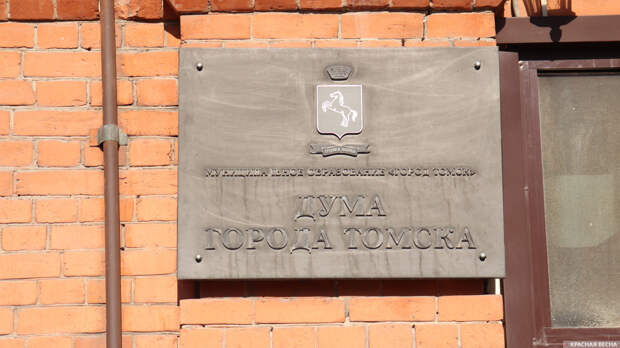 МУНИЦИПАЛЬНОЕ ОБРАЗОВАНИЕ «ГОРОД ТОМСК»
ДУМА
ГОРОДА ТОМСКА
КРАСНАЯ ВЕСНА